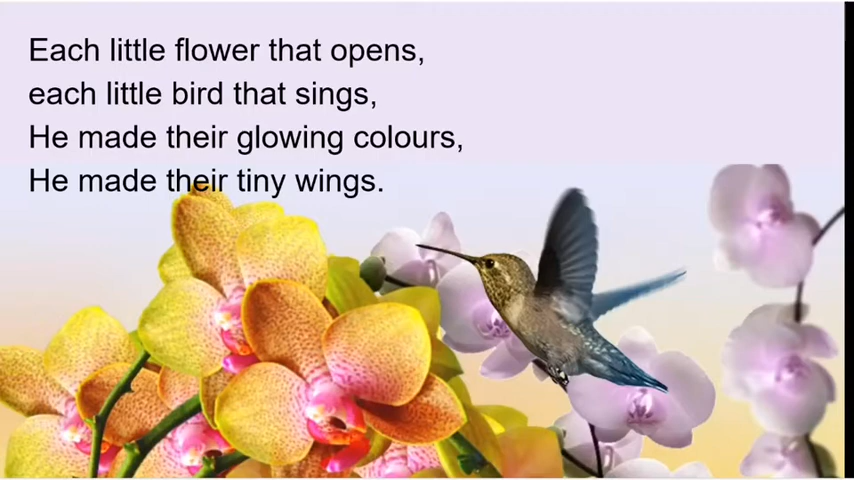 Each little flower that opens,
each little bird that sings,
He made their glowing colours,
He made their tiny wings.